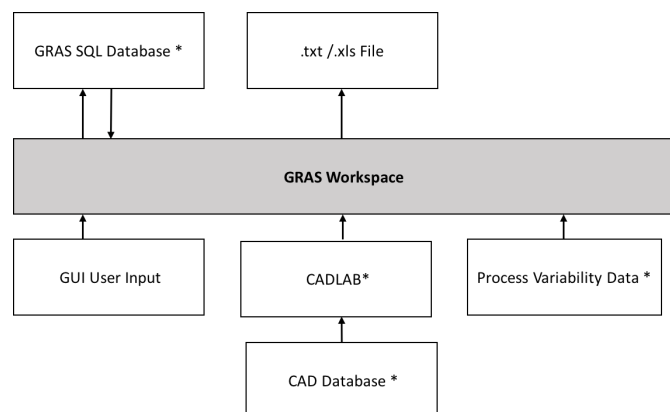 GRAS SQL Database *
.txt /.xls File
GRAS Workspace
GUI User Input
CADLAB*
Process Variability Data *
CAD Database *